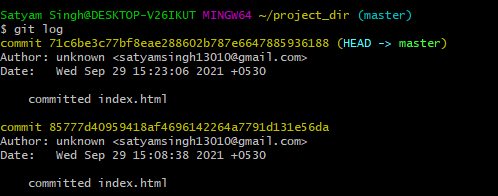 Satyam Singh@DESKTOP-V26IKUT MINGW64 ~/project_dir (master)
$ git log
commit 71c6be3c77bf8eae288602b787e6647885936188 (HEAD -> master)
Author: unknown <satyamsingh13010@gmail.com>
Date:   Wed Sep 29 15:23:06 2021 +0530
    committed index.html
commit 85777d40959418af4696142264a7791d131e56da
Author: unknown <satyamsingh13010@gmail.com>
Date:   Wed Sep 29 15:08:38 2021 +0530
    committed index.html